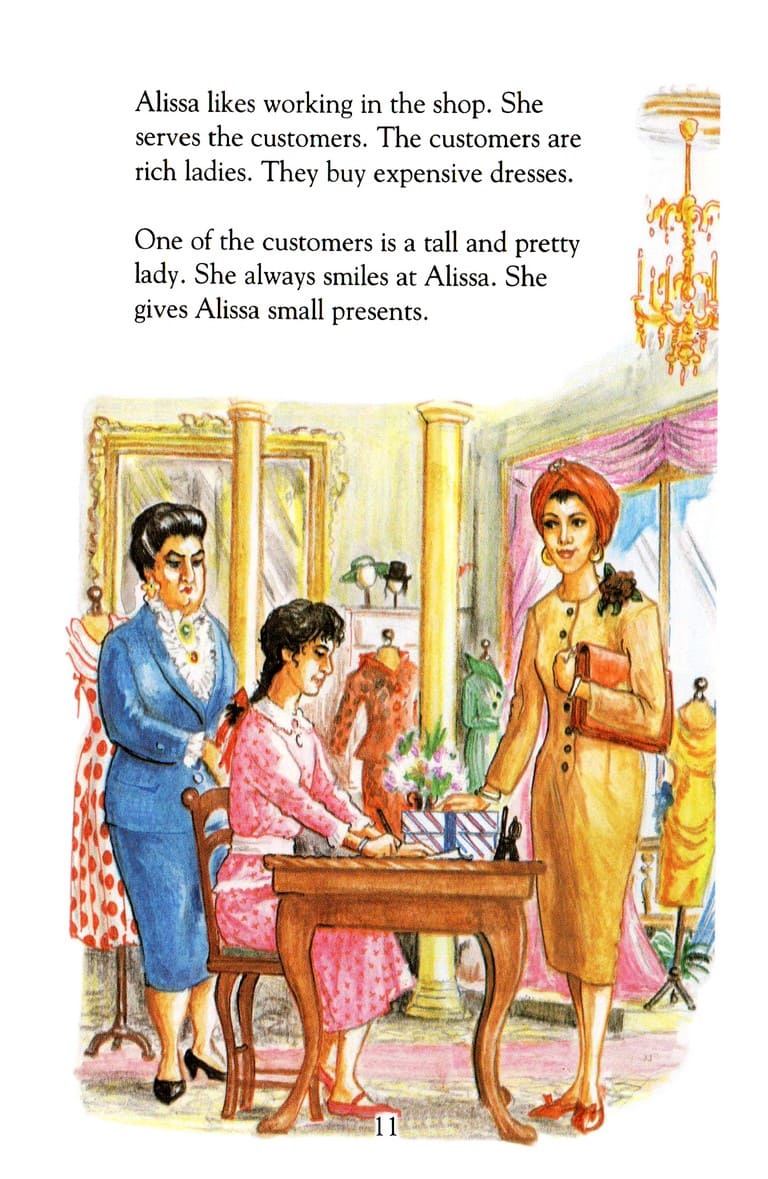 Alissa likes working in the shop. She
serves the customers. The customers are
rich ladies. They buy expensive dresses.
One of the customers is a tall and pretty
lady. She always smiles at Alissa. She
gives Alissa small presents.
11